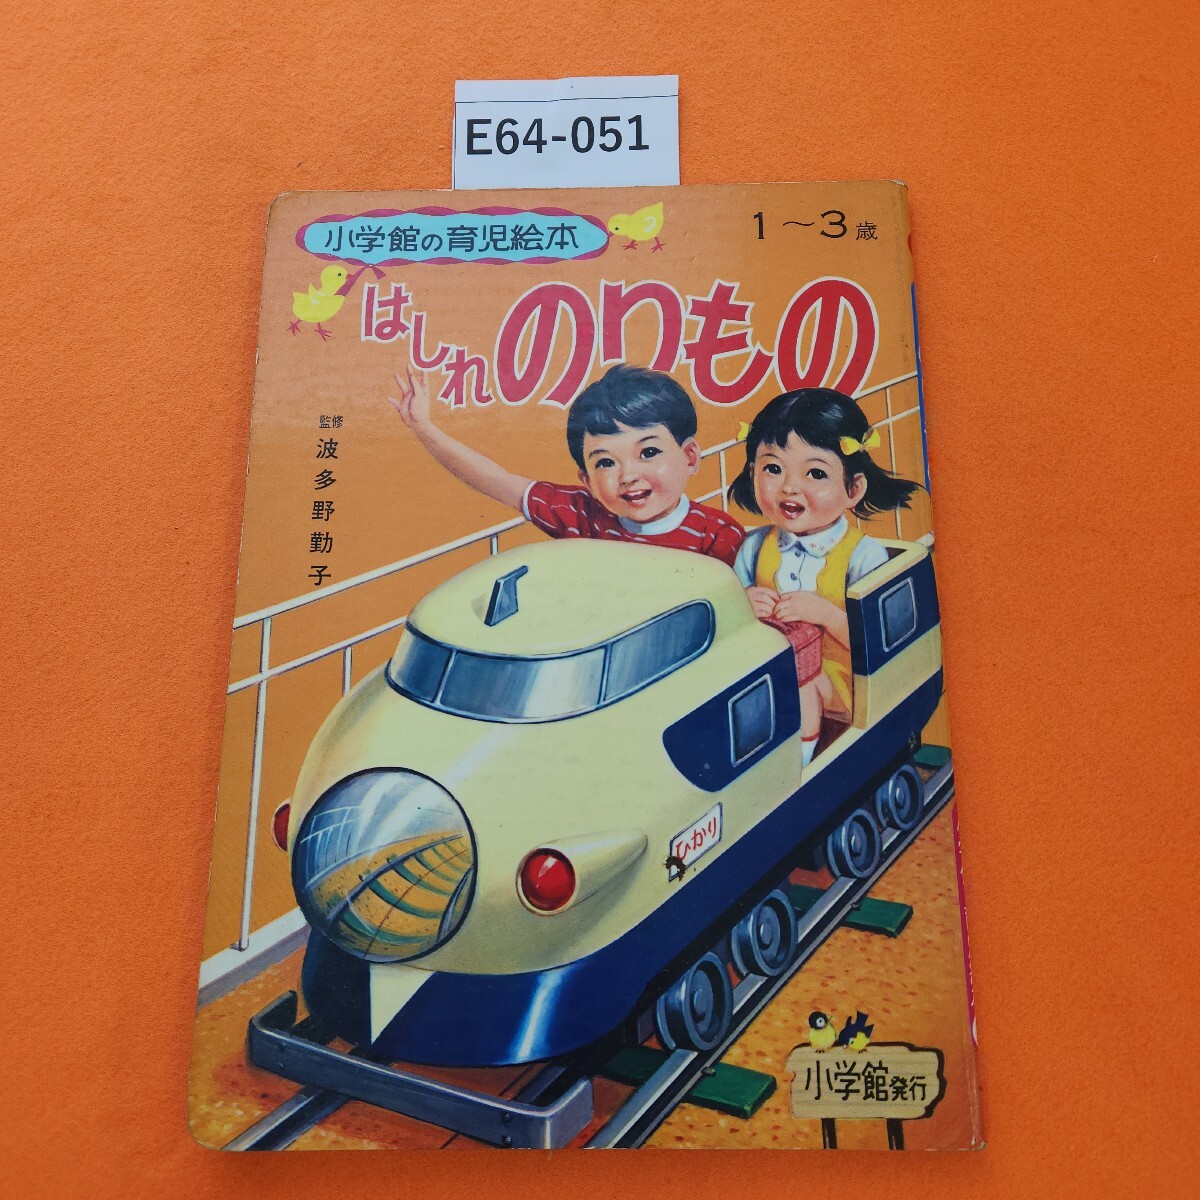 E64-051
小学館の育児絵本
1～3歳
はしれ のりもの
監修 波多野勤子
ひかり
小学館発行